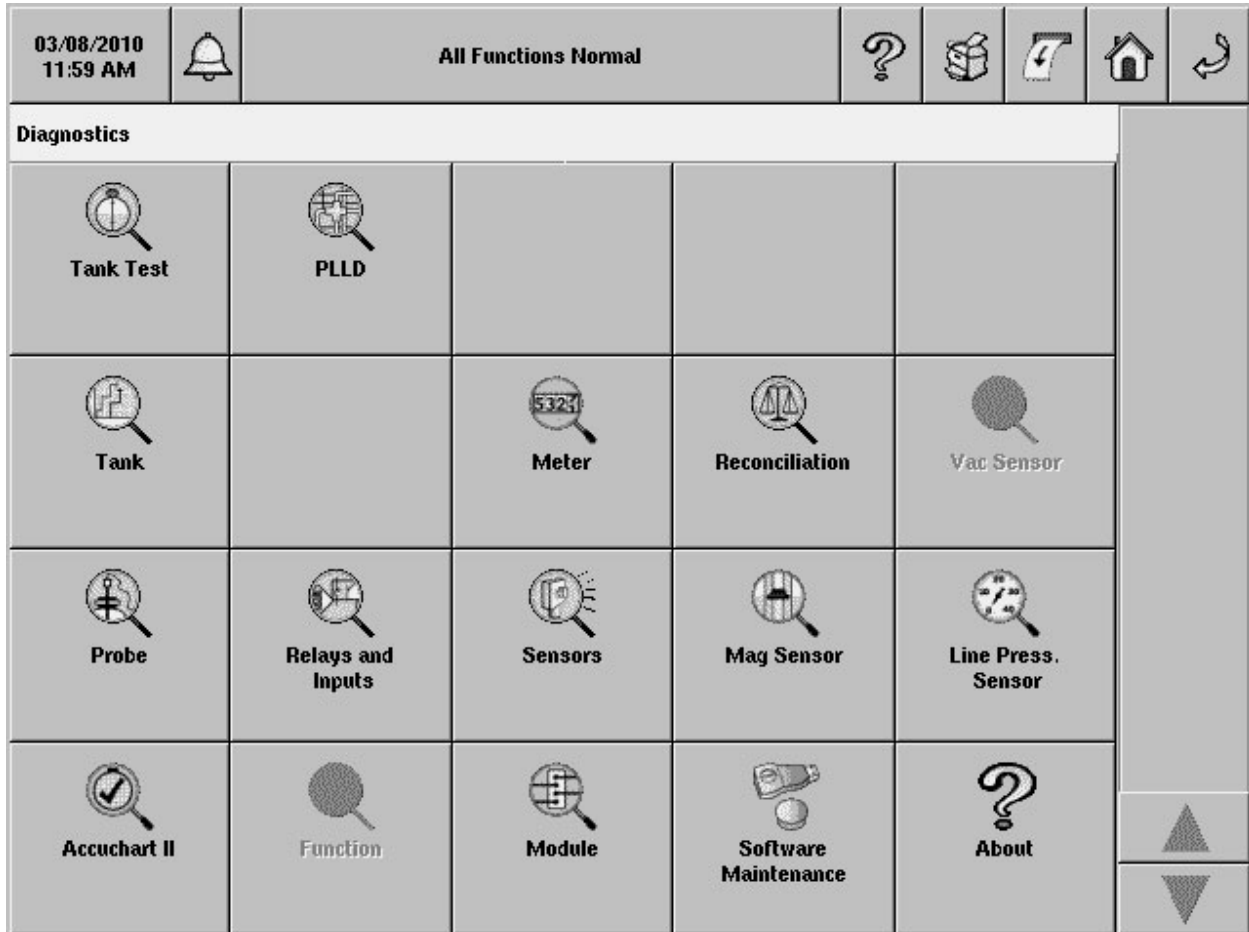 03/08/2010
11:59 AM
All Functions Normal
Diagnostics
Tank Test
PLLD
Tank
Meter
Reconciliation
Vac Sensor
Probe
Relays and
Inputs
Sensors
Mag Sensor
Line Press.
Sensor
Accuchart II
Function
Module
Software
Maintenance
About